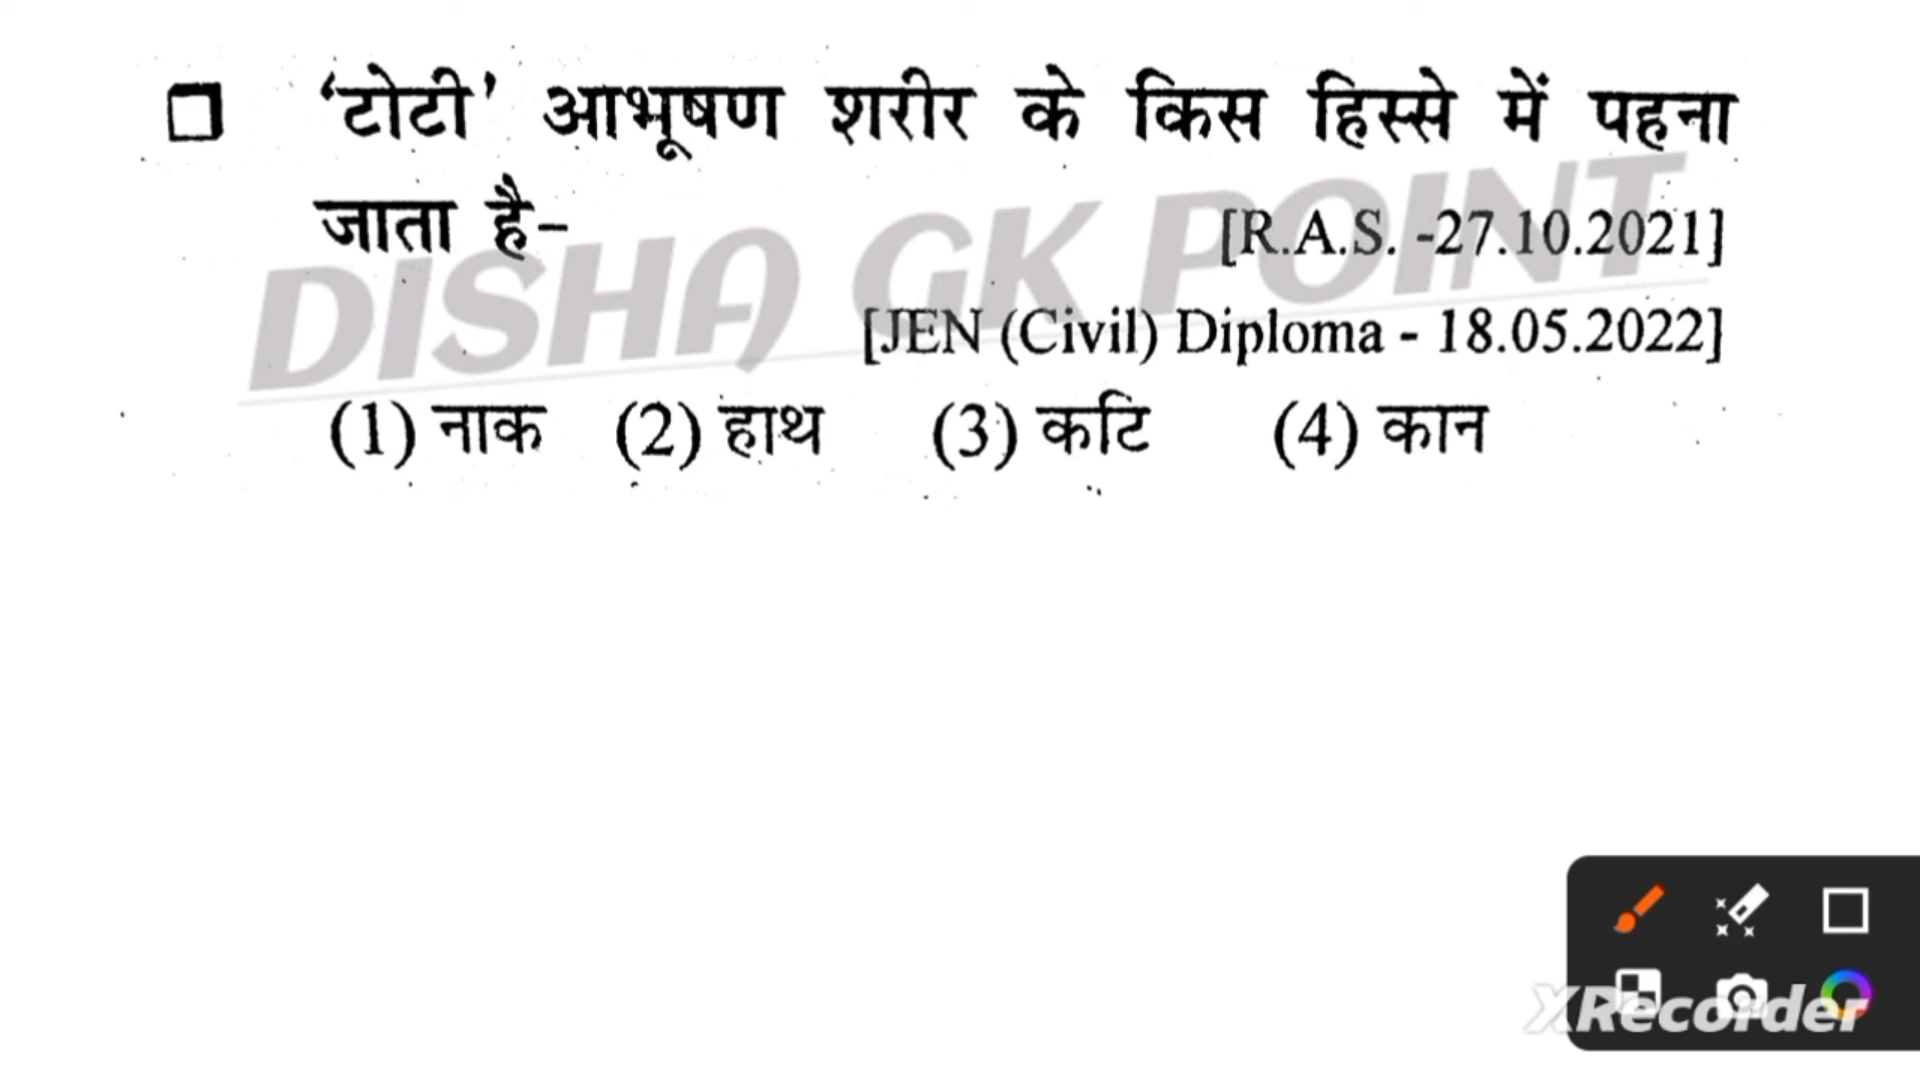 ‘टोटी’ आभूषण शरीर के किस हिस्से में पहना
जाता है- [R.A.S. -27.10.2021]
DISHA GK POINT
[JEN (Civil) Diploma - 18.05.2022]
(1) नाक (2) हाथ (3) कटि (4) कान
XRecorder